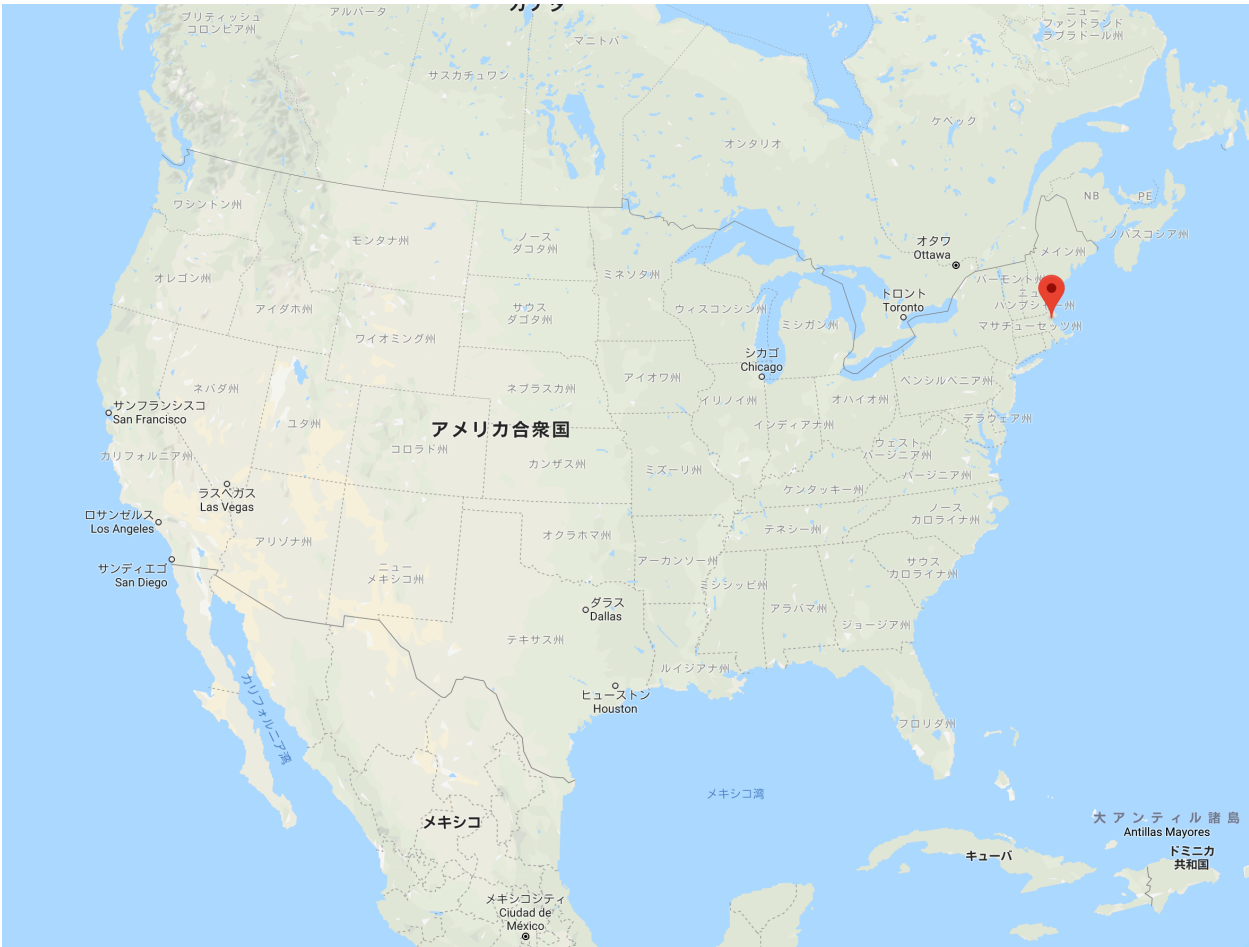 カナダ
ブリティッシュ
コロンビア州
アルバータ
サスカチュワン
マニトバ
オンタリオ
ケベック
ニュー
ファンドランド
ラブラドール州
NB
PE
ノバスコシア州
ワシントン州
モンタナ州
ノース
ダコタ州
ミネソタ州
オタワ
Ottawa
メイン州
オレゴン州
アイダホ州
サウス
ダゴタ州
ウィスコンシン州
ミシガン州
トロント
Toronto
バーモント州
ニュ
ハンプシャー州
マサチューセッツ州
ワイオミング州
シカゴ
Chicago
ネバダ州
ユタ州
ネブラスカ州
アイオワ州
イリノイ州
インディアナ州
オハイオ州
ペンシルベニア州
デラウェア州
サンフランシスコ
San Francisco
アメリカ合衆国
コロラド州
カンザス州
ミズーリ州
ウェスト
バージニア州
バージニア州
ケンタッキー州
カリフォルニア州
ラスベガス
Las Vegas
ロサンゼルス
Los Angeles
アリゾナ州
ニュー
メキシコ州
オクラホマ州
アーカンソー州
テネシー州
ノース
カロライナ州
サウス
カロライナ州
サンディエゴ
San Diego
ダラス
Dallas
ミシシッピ州
アラバマ州
ジョージア州
テキサス州
ルイジアナ州
ヒューストン
Houston
フロリダ州
カリフォルニア湾
メキシコ湾
メキシコ
キューバ
大アンティル諸島
Antillas Mayores
ドミニカ
共和国
メキシコシティ
Ciudad de
México